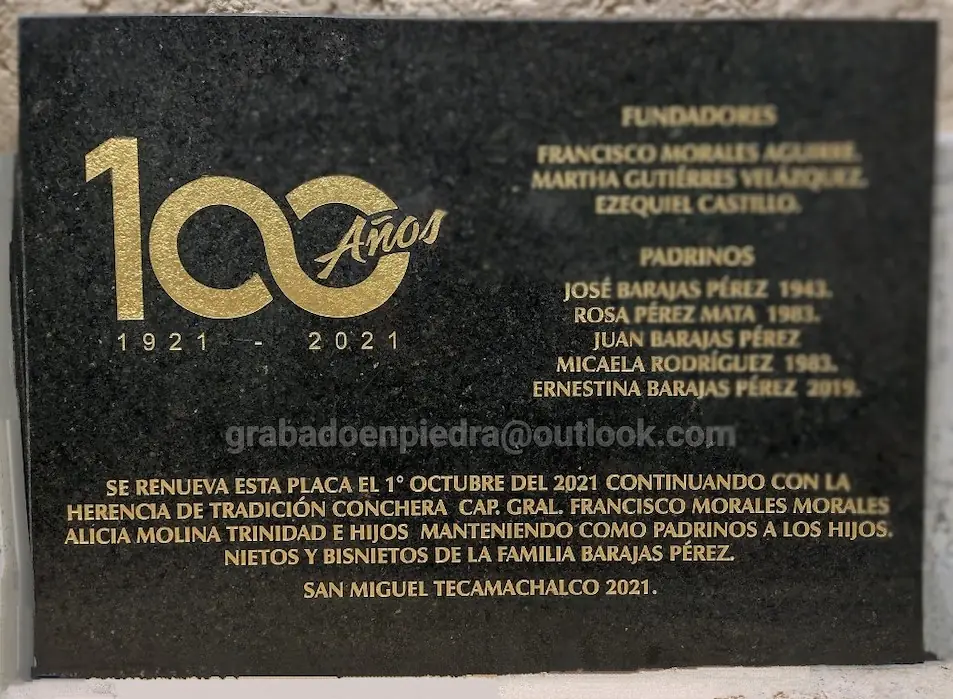 100 Años
1921 - 2021
FUNDADORES
FRANCISCO MORALES AGUIRRE.
MARTHA GUTIÉRRES VELÁZQUEZ.
EZEQUIEL CASTILLO.
PADRINOS
JOSÉ BARAJAS PÉREZ 1943.
ROSA PÉREZ MATA 1983.
JUAN BARAJAS PÉREZ
MICAELA RODRÍGUEZ 1983.
ERNESTINA BARAJAS PÉREZ 2019.
grabadoenpiedra@outlook.com
SE RENUEVA ESTA PLACA EL 1° OCTUBRE DEL 2021 CONTINUANDO CON LA
HERENCIA DE TRADICIÓN CONCHERA CAP. GRAL. FRANCISCO MORALES MORALES
ALICIA MOLINA TRINIDAD E HIJOS MANTENIENDO COMO PADRINOS A LOS HIJOS.
NIETOS Y BISNIETOS DE LA FAMILIA BARAJAS PÉREZ.
SAN MIGUEL TECAMACHALCO 2021.